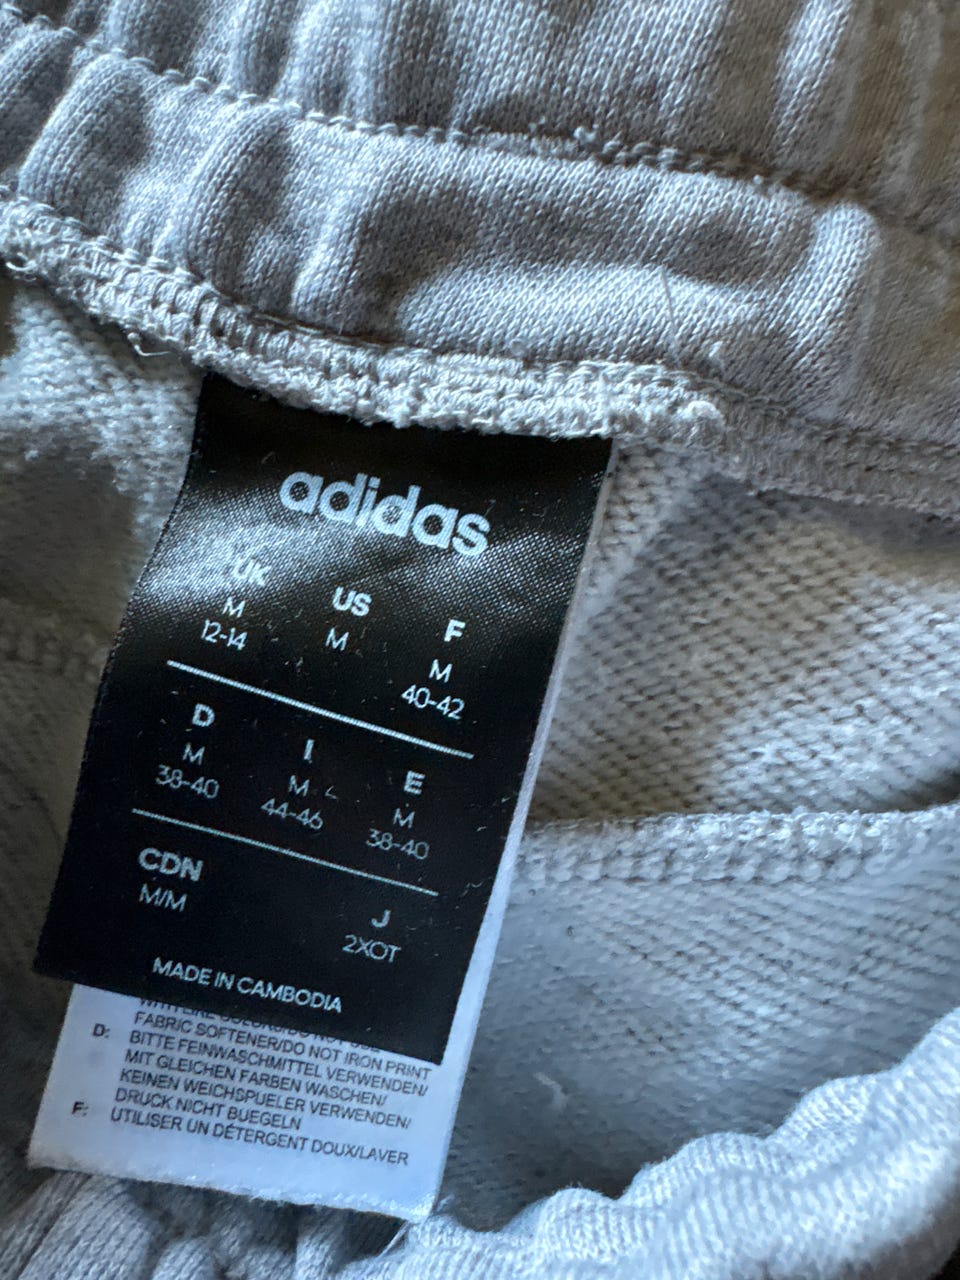 adidas
UK US F
M M M
12-14 40-42
D I E
M M M
38-40 44-46 38-40
CDN J
M/M 2XOT
MADE IN CAMBODIA
FABRIC SOFTENER/DO NOT IRON PRINT
D: BITTE FEINWASCHMITTEL VERWENDEN/
MIT GLEICHEN FARBEN WASCHEN/
KEINEN WEICHSPUELER VERWENDEN/
DRUCK NICHT BUEGELN
F: UTILISER UN DÉTERGENT DOUX/LAVER